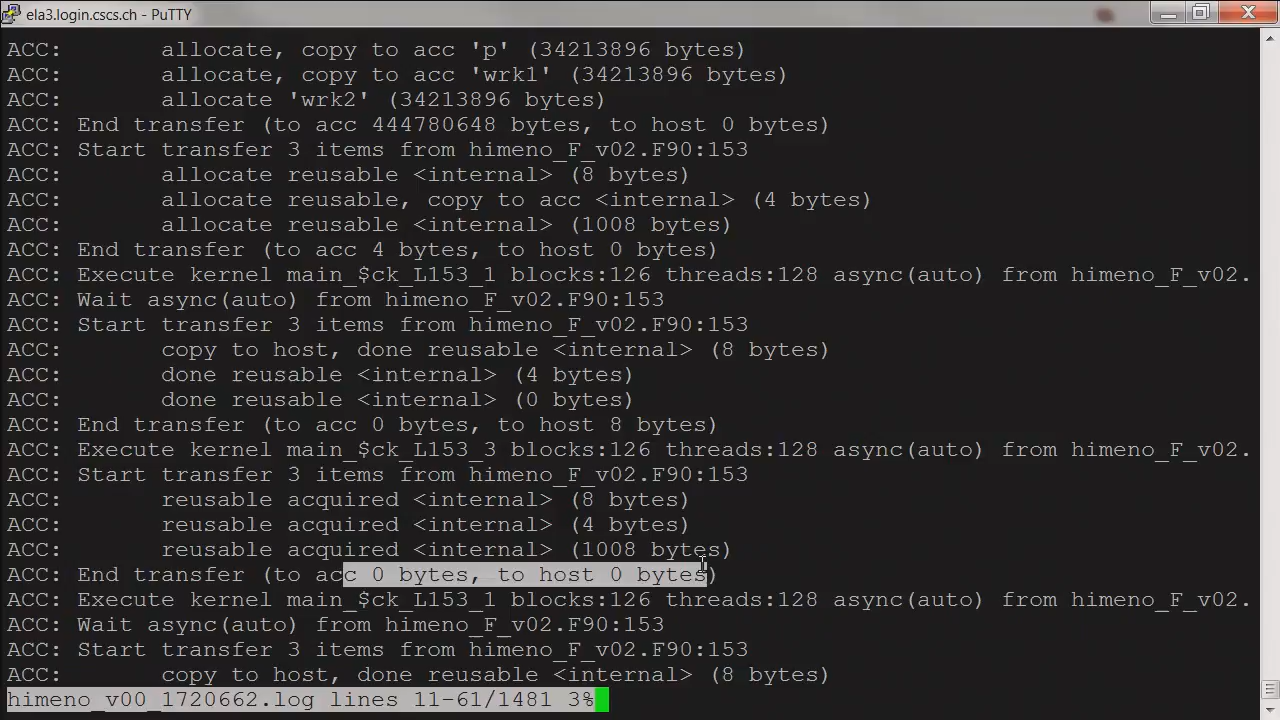 ela3.login.cscs.ch - PuTTY
ACC:       allocate, copy to acc 'p' (34213896 bytes)
ACC:       allocate, copy to acc 'wrk1' (34213896 bytes)
ACC:       allocate 'wrk2' (34213896 bytes)
ACC: End transfer (to acc 444780648 bytes, to host 0 bytes)
ACC: Start transfer 3 items from himeno_F_v02.F90:153
ACC:       allocate reusable <internal> (8 bytes)
ACC:       allocate reusable, copy to acc <internal> (4 bytes)
ACC:       allocate reusable <internal> (1008 bytes)
ACC: End transfer (to acc 4 bytes, to host 0 bytes)
ACC: Execute kernel main_$ck_L153_1 blocks:126 threads:128 async(auto) from himeno_F_v02.
ACC: Wait async(auto) from himeno_F_v02.F90:153
ACC: Start transfer 3 items from himeno_F_v02.F90:153
ACC:       copy to host, done reusable <internal> (8 bytes)
ACC:       done reusable <internal> (4 bytes)
ACC:       done reusable <internal> (0 bytes)
ACC: End transfer (to acc 0 bytes, to host 8 bytes)
ACC: Execute kernel main_$ck_L153_3 blocks:126 threads:128 async(auto) from himeno_F_v02.
ACC: Start transfer 3 items from himeno_F_v02.F90:153
ACC:       reusable acquired <internal> (8 bytes)
ACC:       reusable acquired <internal> (4 bytes)
ACC:       reusable acquired <internal> (1008 bytes)
ACC: End transfer (to acc 0 bytes, to host 0 bytes)
ACC: Execute kernel main_$ck_L153_1 blocks:126 threads:128 async(auto) from himeno_F_v02.
ACC: Wait async(auto) from himeno_F_v02.F90:153
ACC: Start transfer 3 items from himeno_F_v02.F90:153
ACC:       copy to host, done reusable <internal> (8 bytes)
himeno_v00_1720662.log lines 11-61/1481 3%